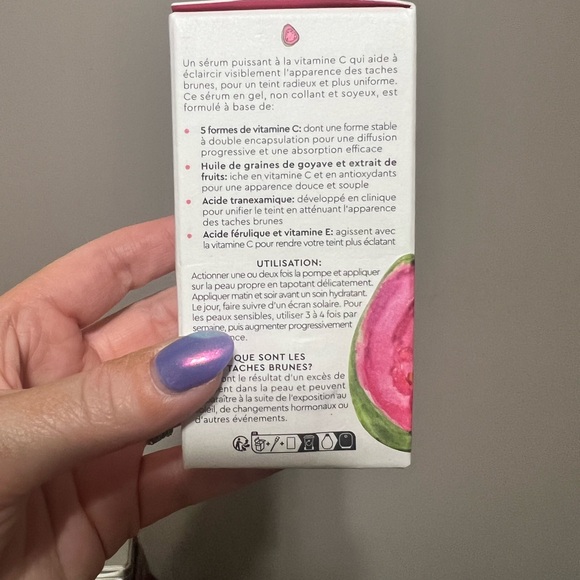 Un sérum puissant à la vitamine C qui aide à
éclaircir visiblement l'apparence des taches
brunes, pour un teint radieux et plus uniforme.
Ce sérum en gel, non collant et soyeux, est
formulé à base de:
• 5 formes de vitamine C: dont une forme stable
à double encapsulation pour une diffusion
progressive et une absorption efficace
• Huile de graines de goyave et extrait de
fruits: iche en vitamine C et en antioxydants
pour une apparence douce et souple
• Acide tranexamique: développé en clinique
pour unifier le teint en atténuant l'apparence
des taches brunes
• Acide férulique et vitamine E: agissent avec
la vitamine C pour rendre votre teint plus éclatant
UTILISATION:
Actionner une ou deux fois la pompe et appliquer
sur la peau propre en tapotant délicatement.
Appliquer matin et soir avant un soin hydratant.
Le jour, faire suivre d'un écran solaire. Pour
les peaux sensibles, utiliser 3 à 4 fois par
semaine, puis augmenter progressivement
QUE SONT LES
TACHES BRUNES?
le résultat d'un excès de
dans la peau et peuvent
à la suite de l'exposition au
de changements hormonaux ou
d'autres événements.